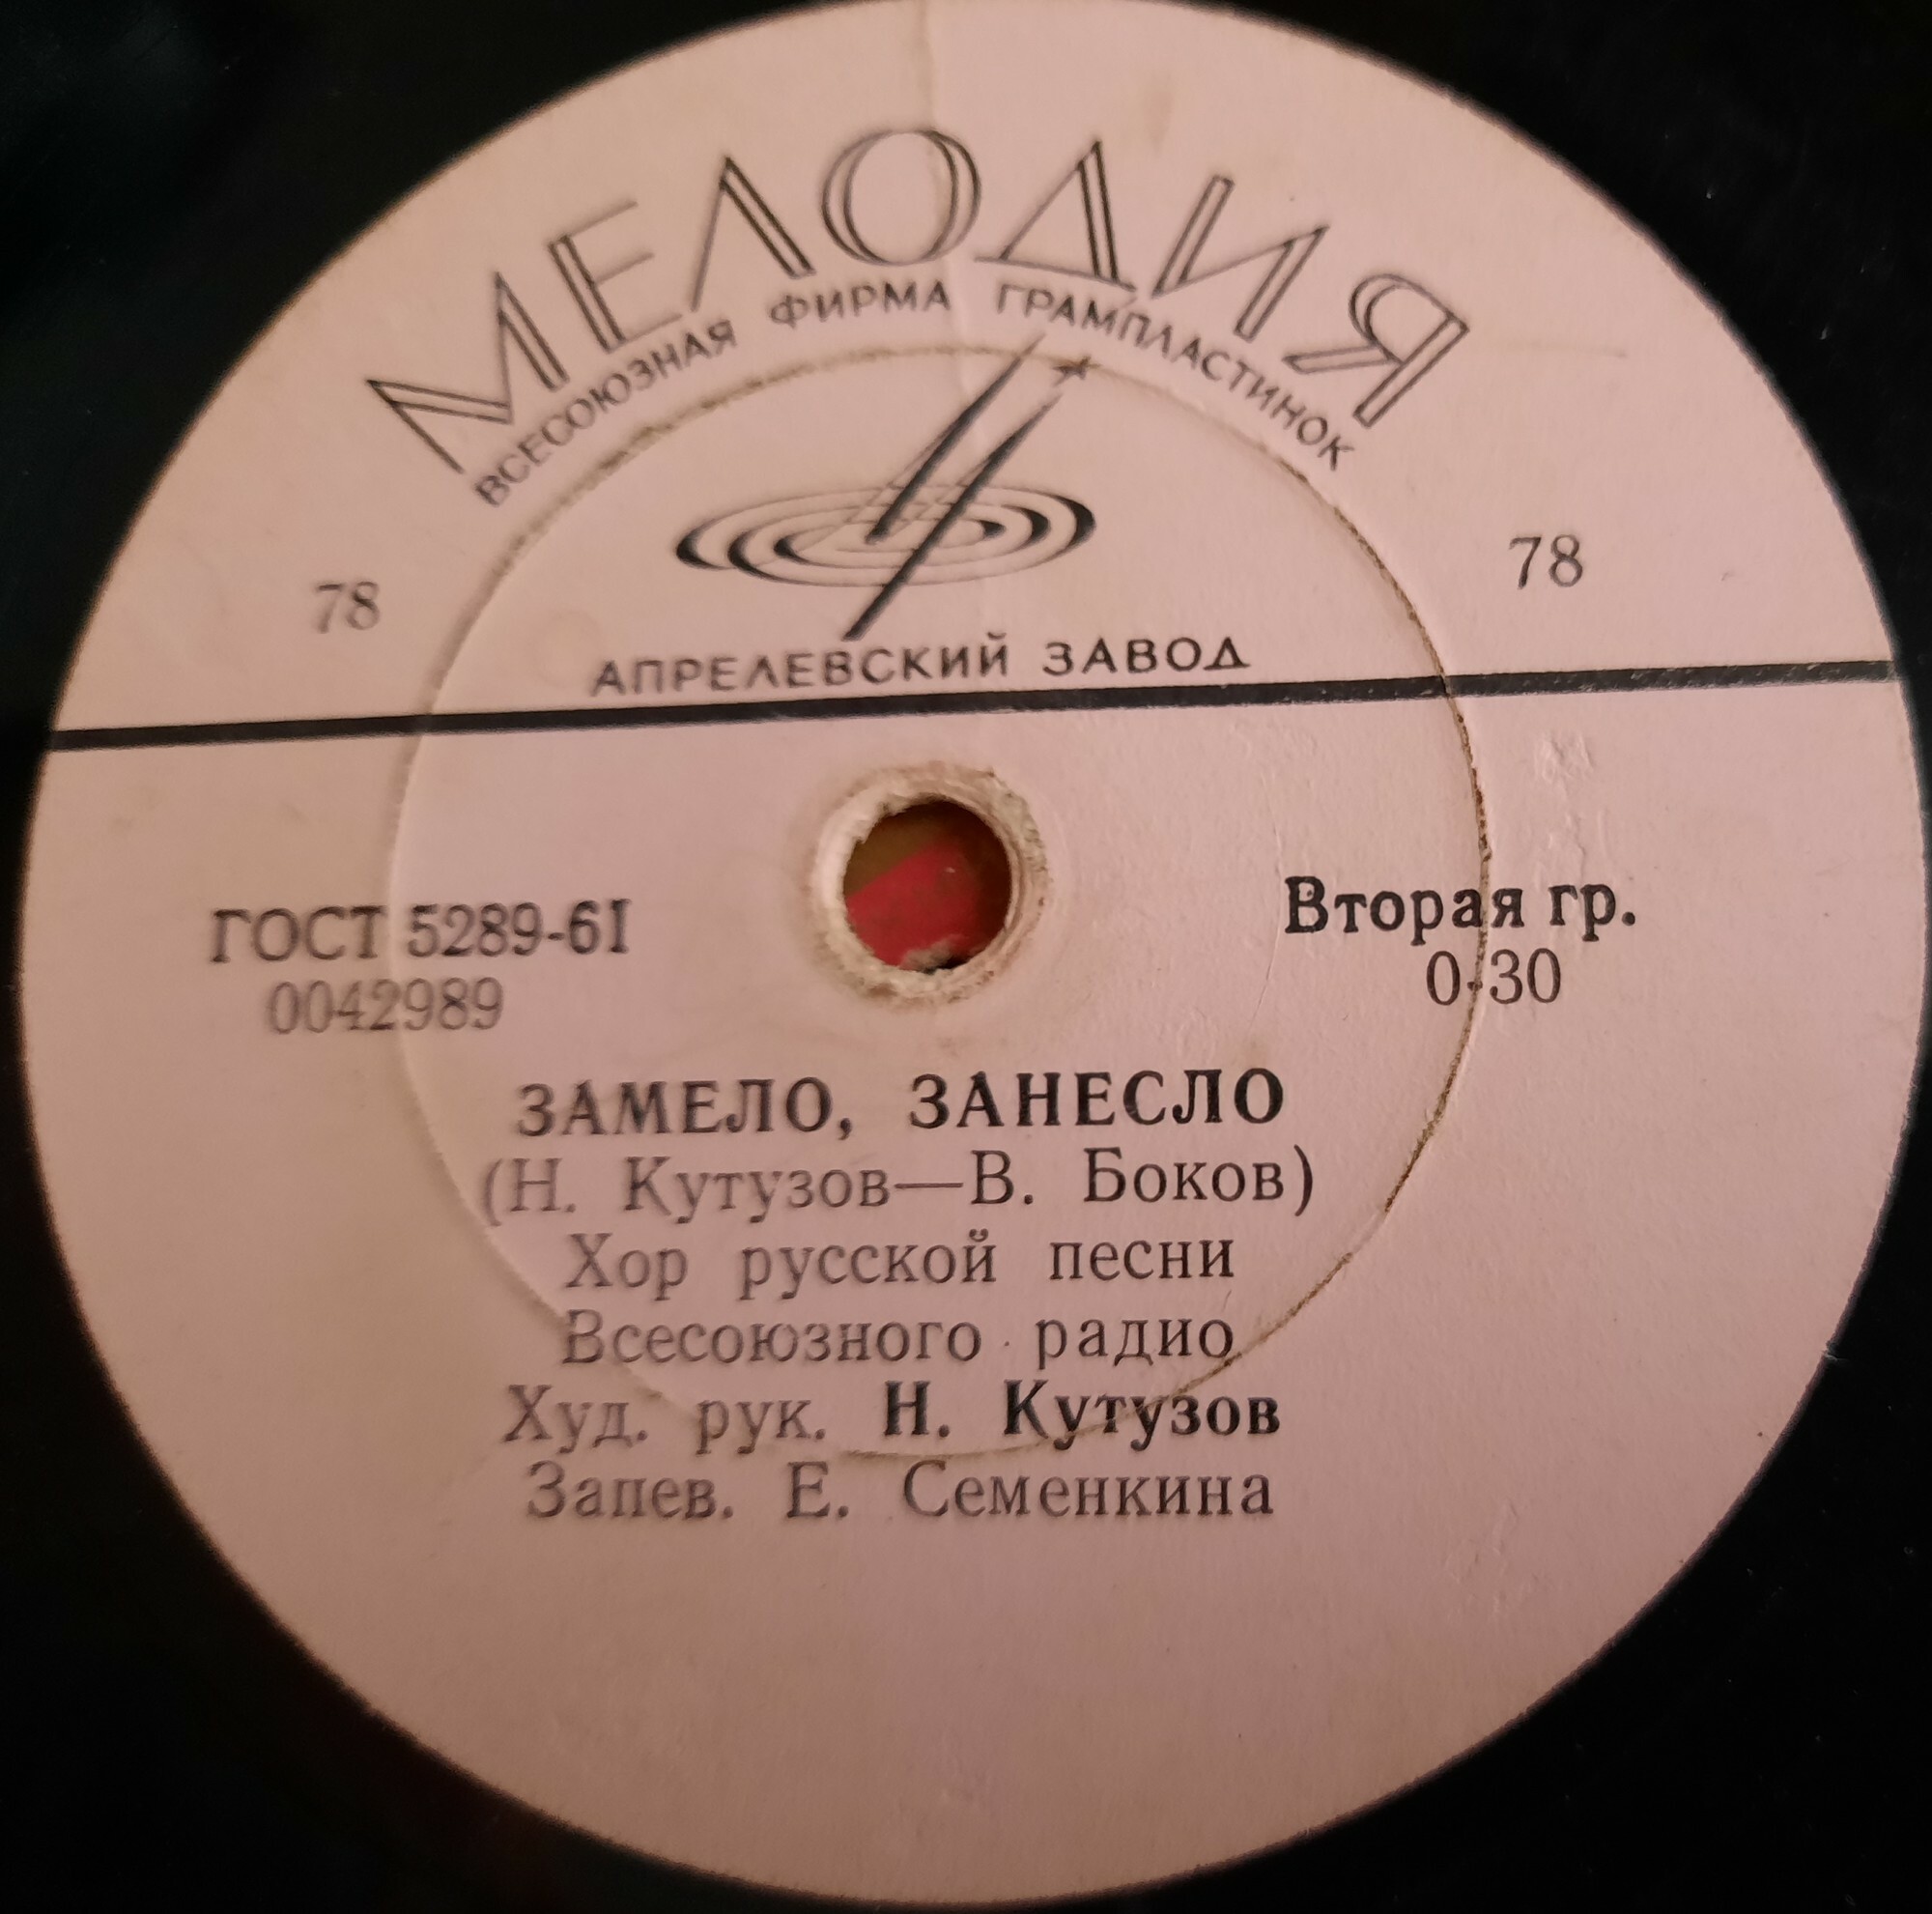 МЕЛОДИЯ
ВСЕСОЮЗНАЯ ФИРМА ГРАМПЛАСТИНОК
78 78
АПРЕЛЕВСКИЙ ЗАВОД
ГОСТ 5289-61 Вторая гр.
0042989 0-30
ЗАМЕЛО, ЗАНЕСЛО
(Н. Кутузов—В. Боков)
Хор русской песни
Всесоюзного радио
Худ. рук. Н. Кутузов
Запев. Е. Семенкина